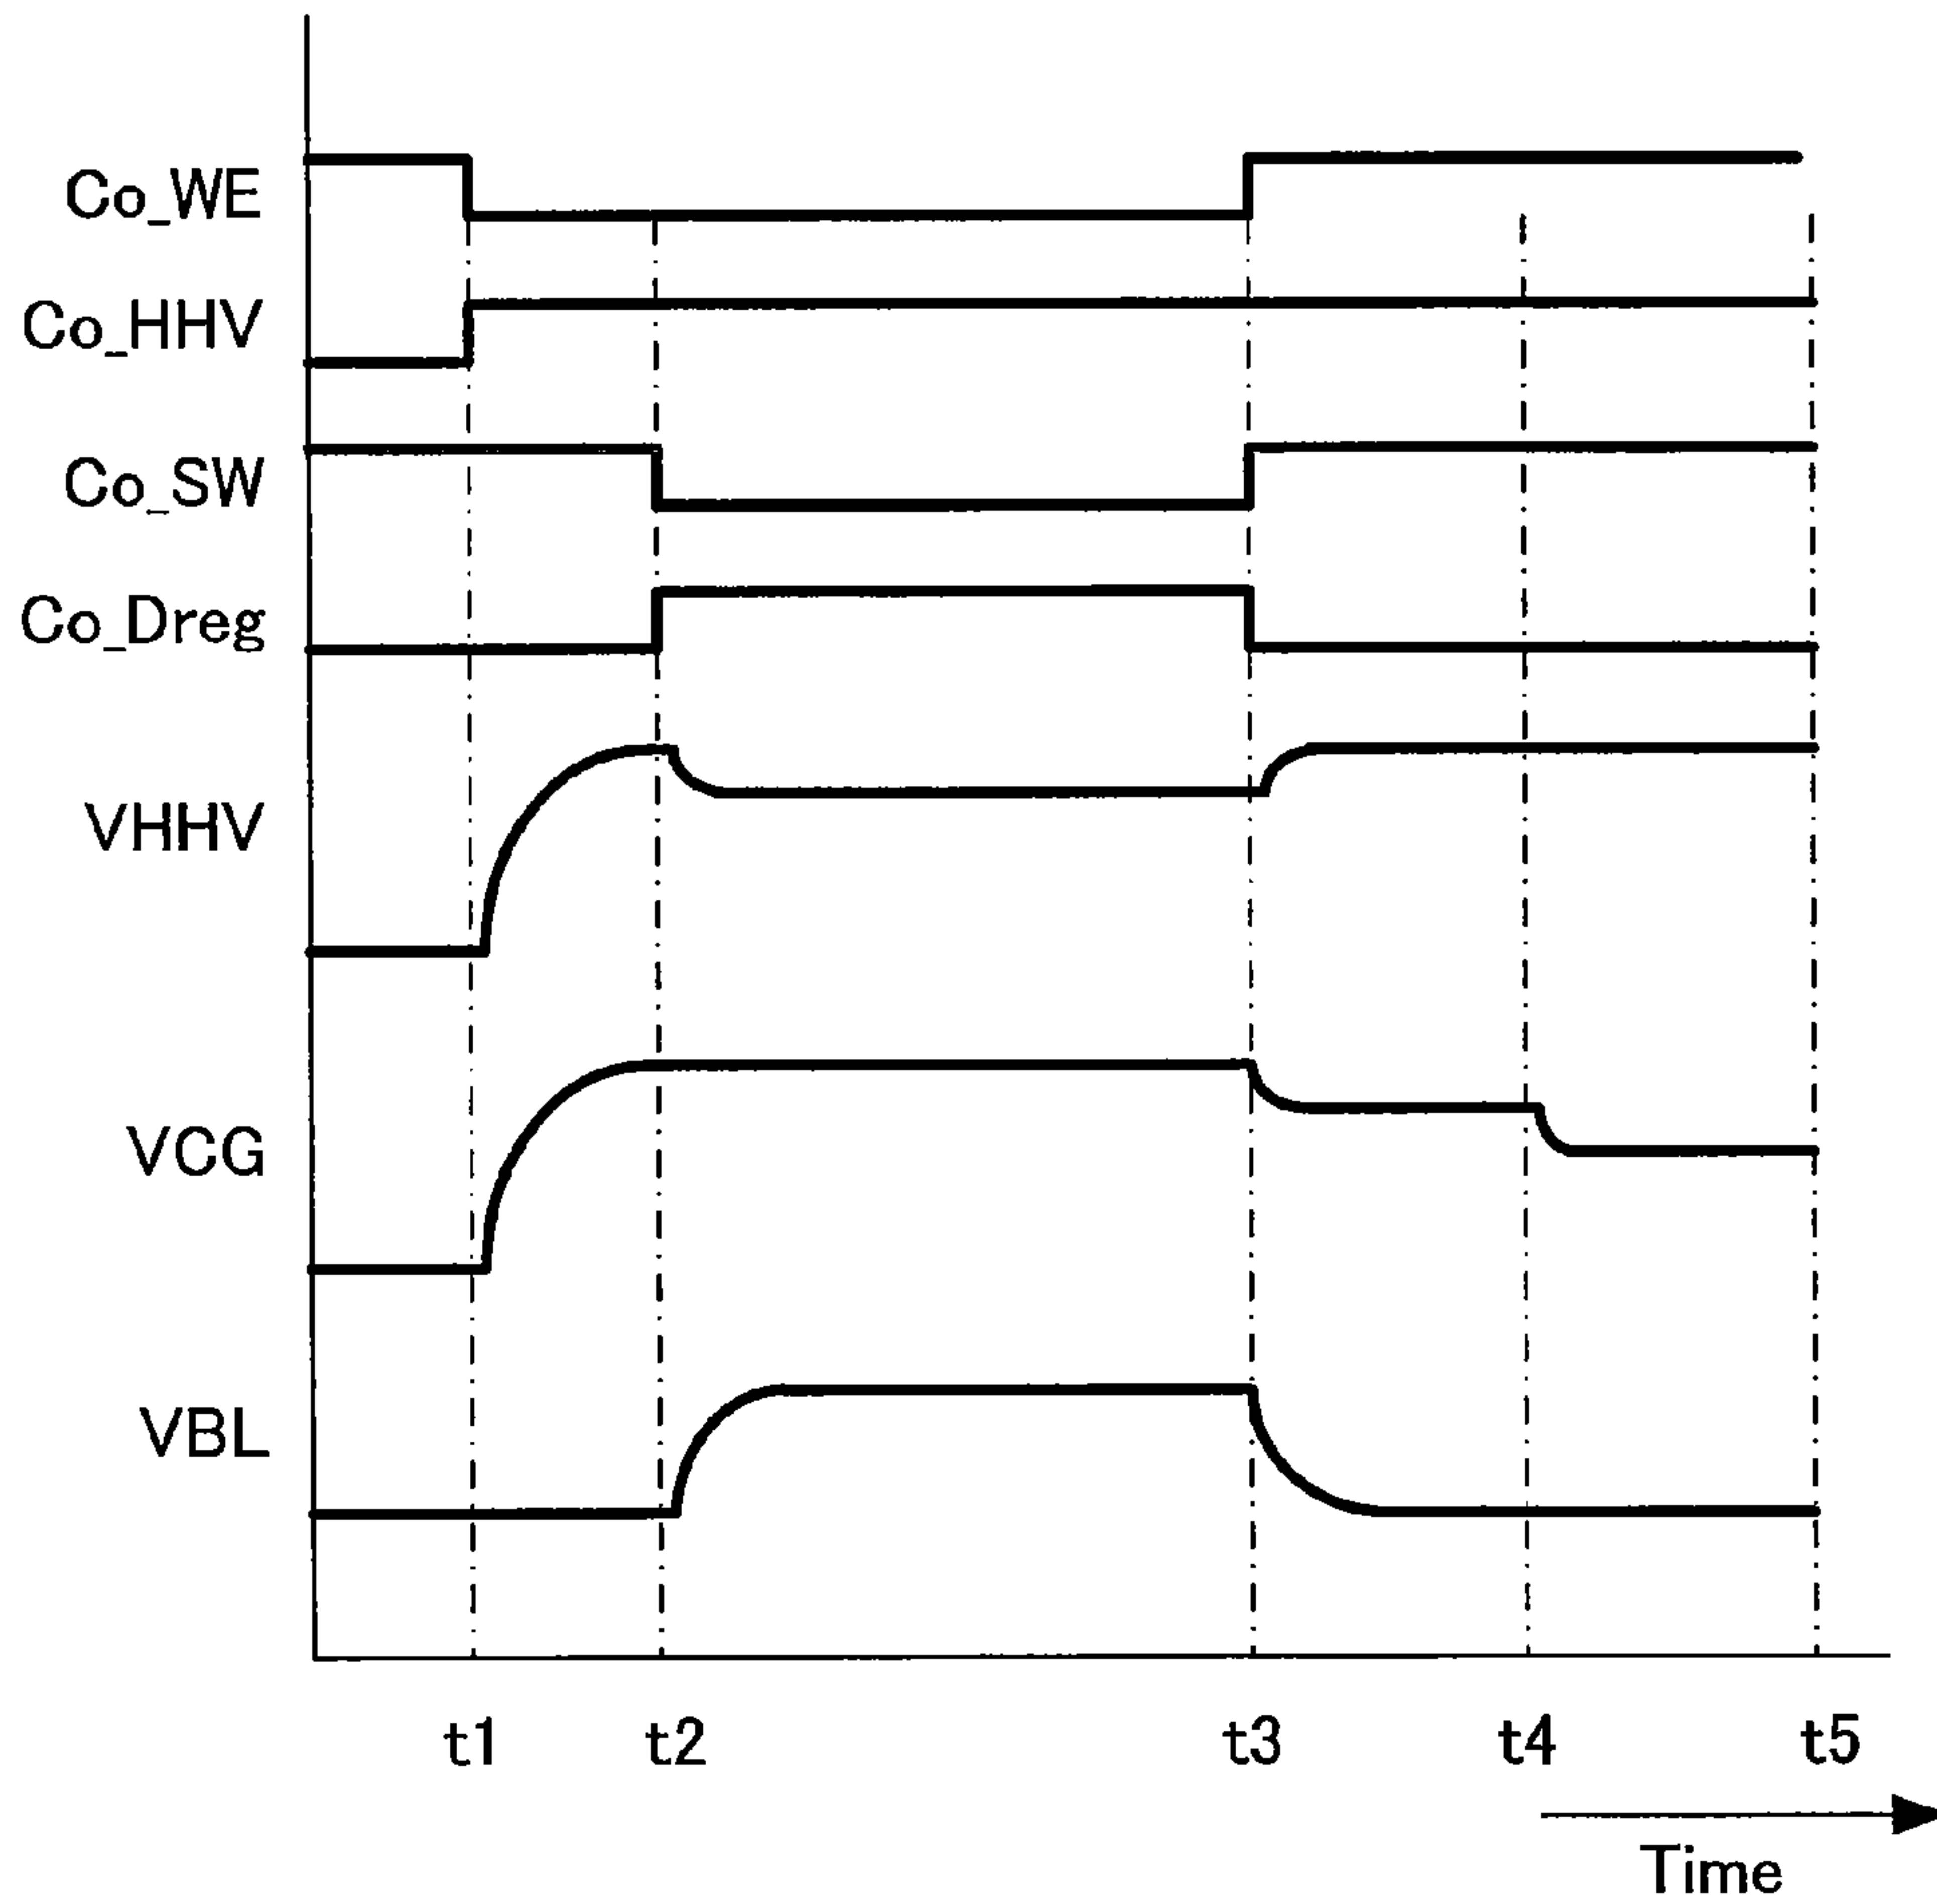 Co_WE
Co_HHV
Co_SW
Co_Dreg
VHHV
VCG
VBL
t1 t2 t3 t4 t5
Time